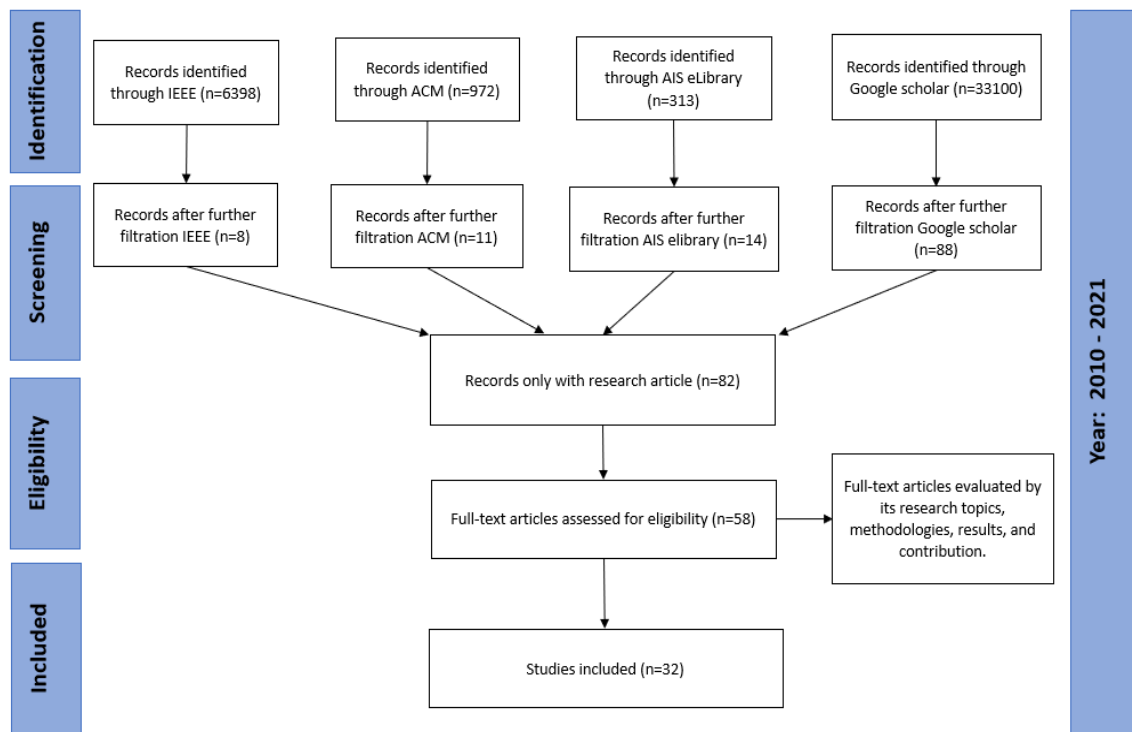 Identification
Records identified
through IEEE (n=6398)
Records identified
through ACM (n=972)
Records identified
through AIS eLibrary
(n=313)
Records identified through
Google scholar (n=33100)
Screening
Records after further
filtration IEEE (n=8)
Records after further
filtration ACM (n=11)
Records after further
filtration AIS elibrary (n=14)
Records after further
filtration Google scholar
(n=88)
Records only with research article (n=82)
Eligibility
Full-text articles assessed for eligibility (n=58)
Full-text articles evaluated by
its research topics,
methodologies, results, and
contribution.
Included
Studies included (n=32)
Year: 2010 - 2021